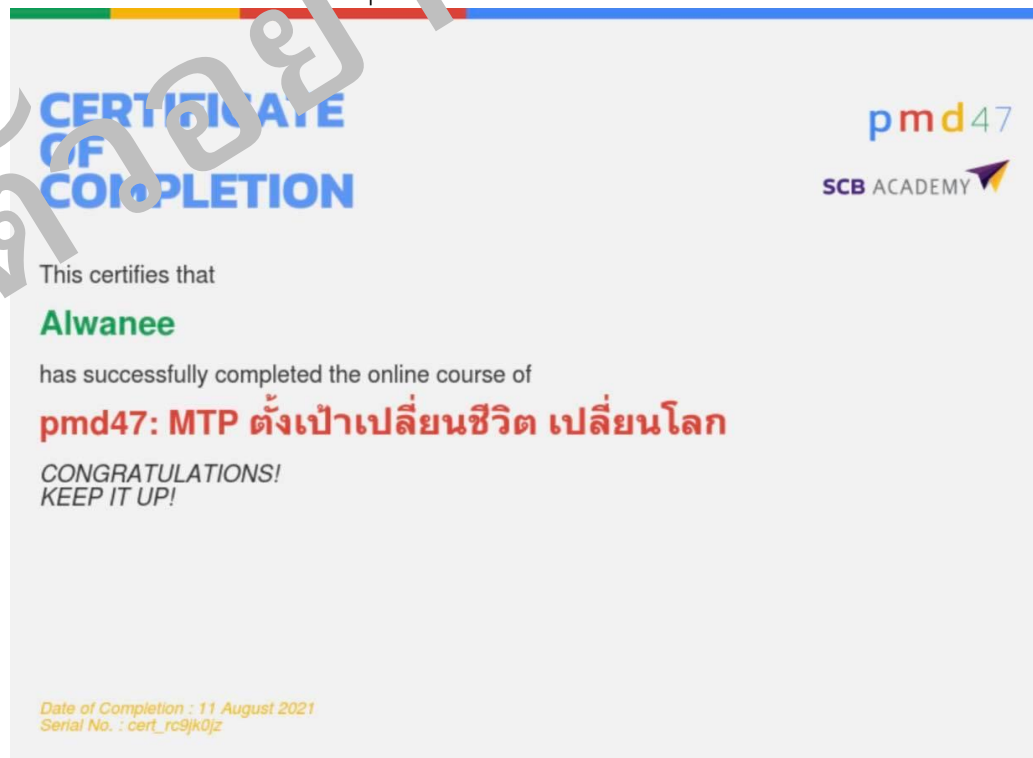 CERTIFICATE
OF
COMPLETION
pmd47
SCB ACADEMY
This certifies that
Alwanee
has successfully completed the online course of
pmd47: MTP ตั้งเป้าเปลี่ยนชีวิต เปลี่ยนโลก
CONGRATULATIONS!
KEEP IT UP!
Date of Completion : 11 August 2021
Serial No. : cert_rc9jk0jz